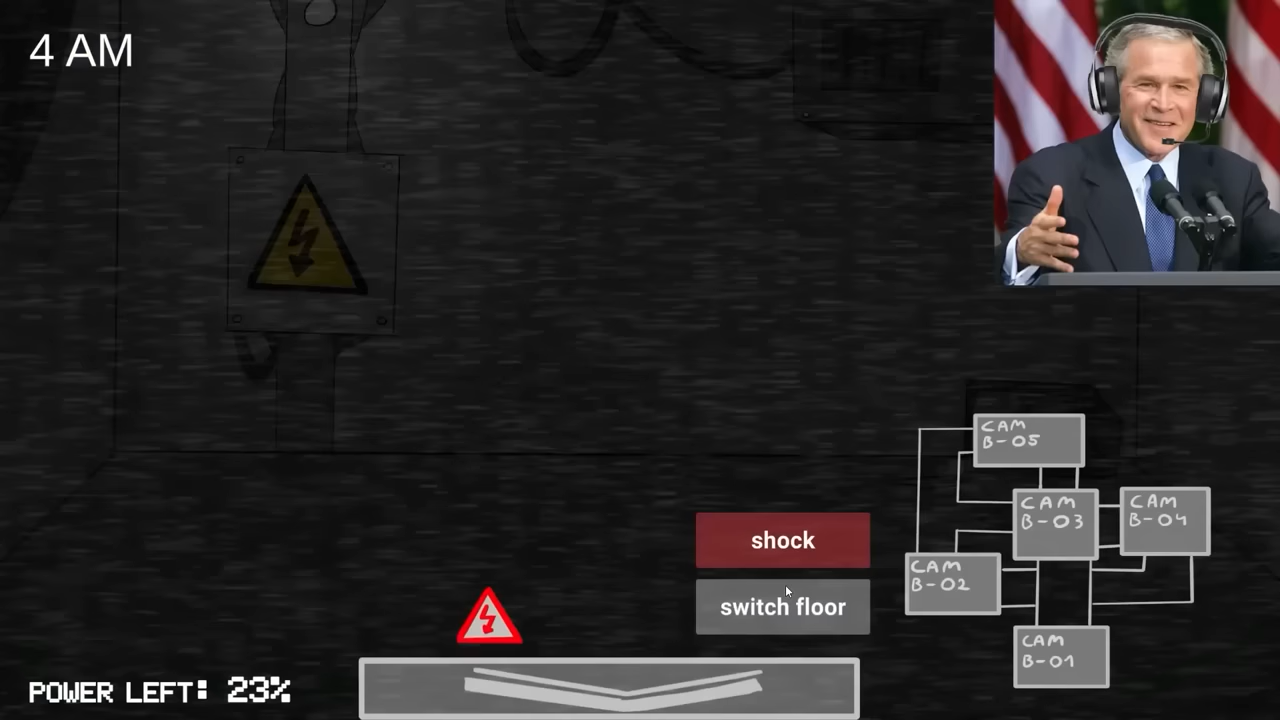 4 AM
CAM
B-05
CAM
B-03
CAM
B-04
shock
CAM
B-02
switch floor
CAM
B-01
POWER LEFT: 23%